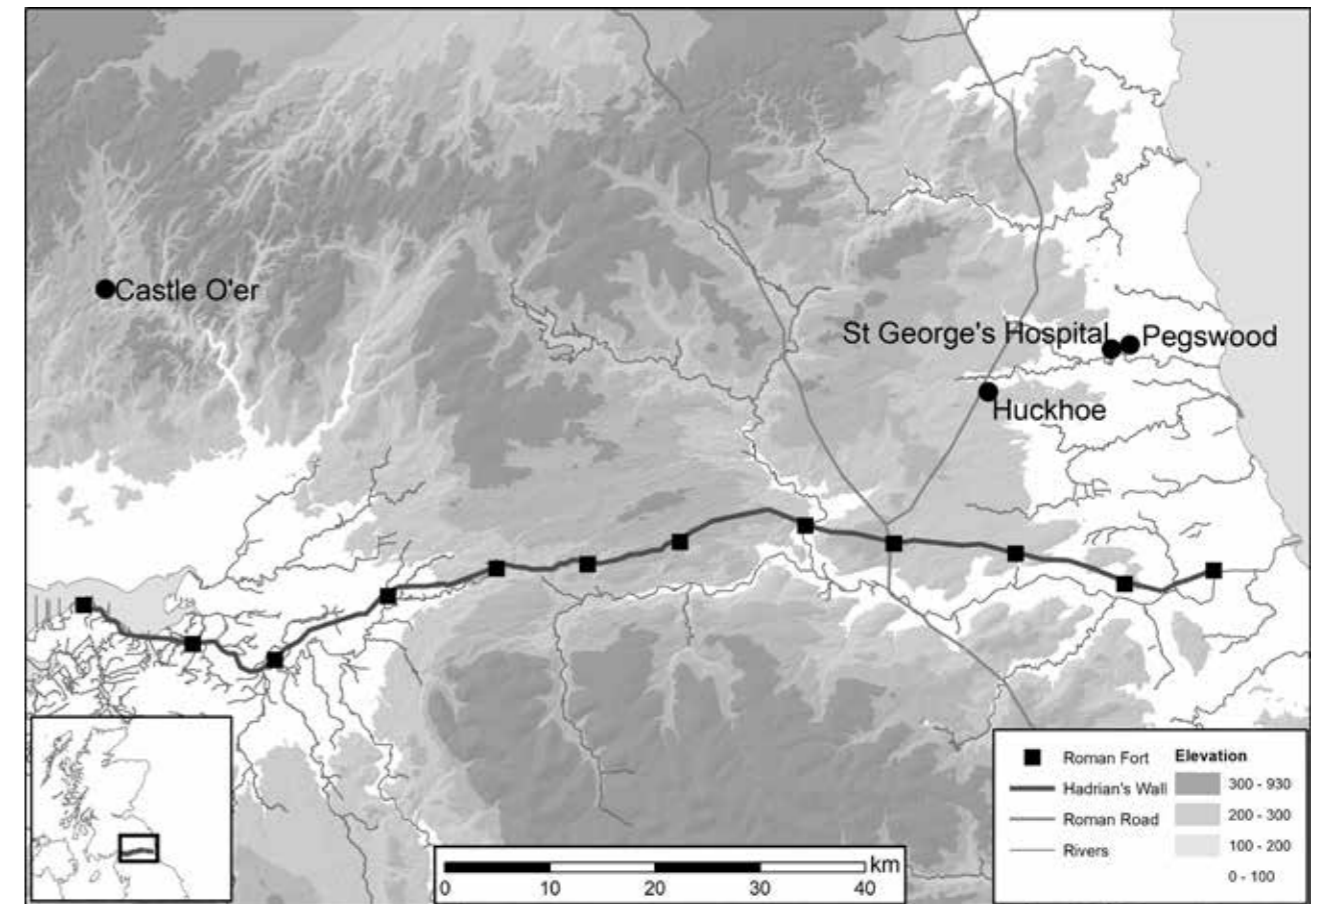 Castle O'er
St George's Hospital
Pegswood
Huckhoe
Roman Fort
Hadrian's Wall
Roman Road
Rivers
Elevation
300 - 930
200 - 300
100 - 200
0 - 100
km
0 10 20 30 40